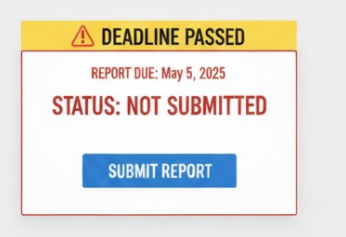 DEADLINE PASSED
REPORT DUE: May 5, 2025
STATUS: NOT SUBMITTED
SUBMIT REPORT